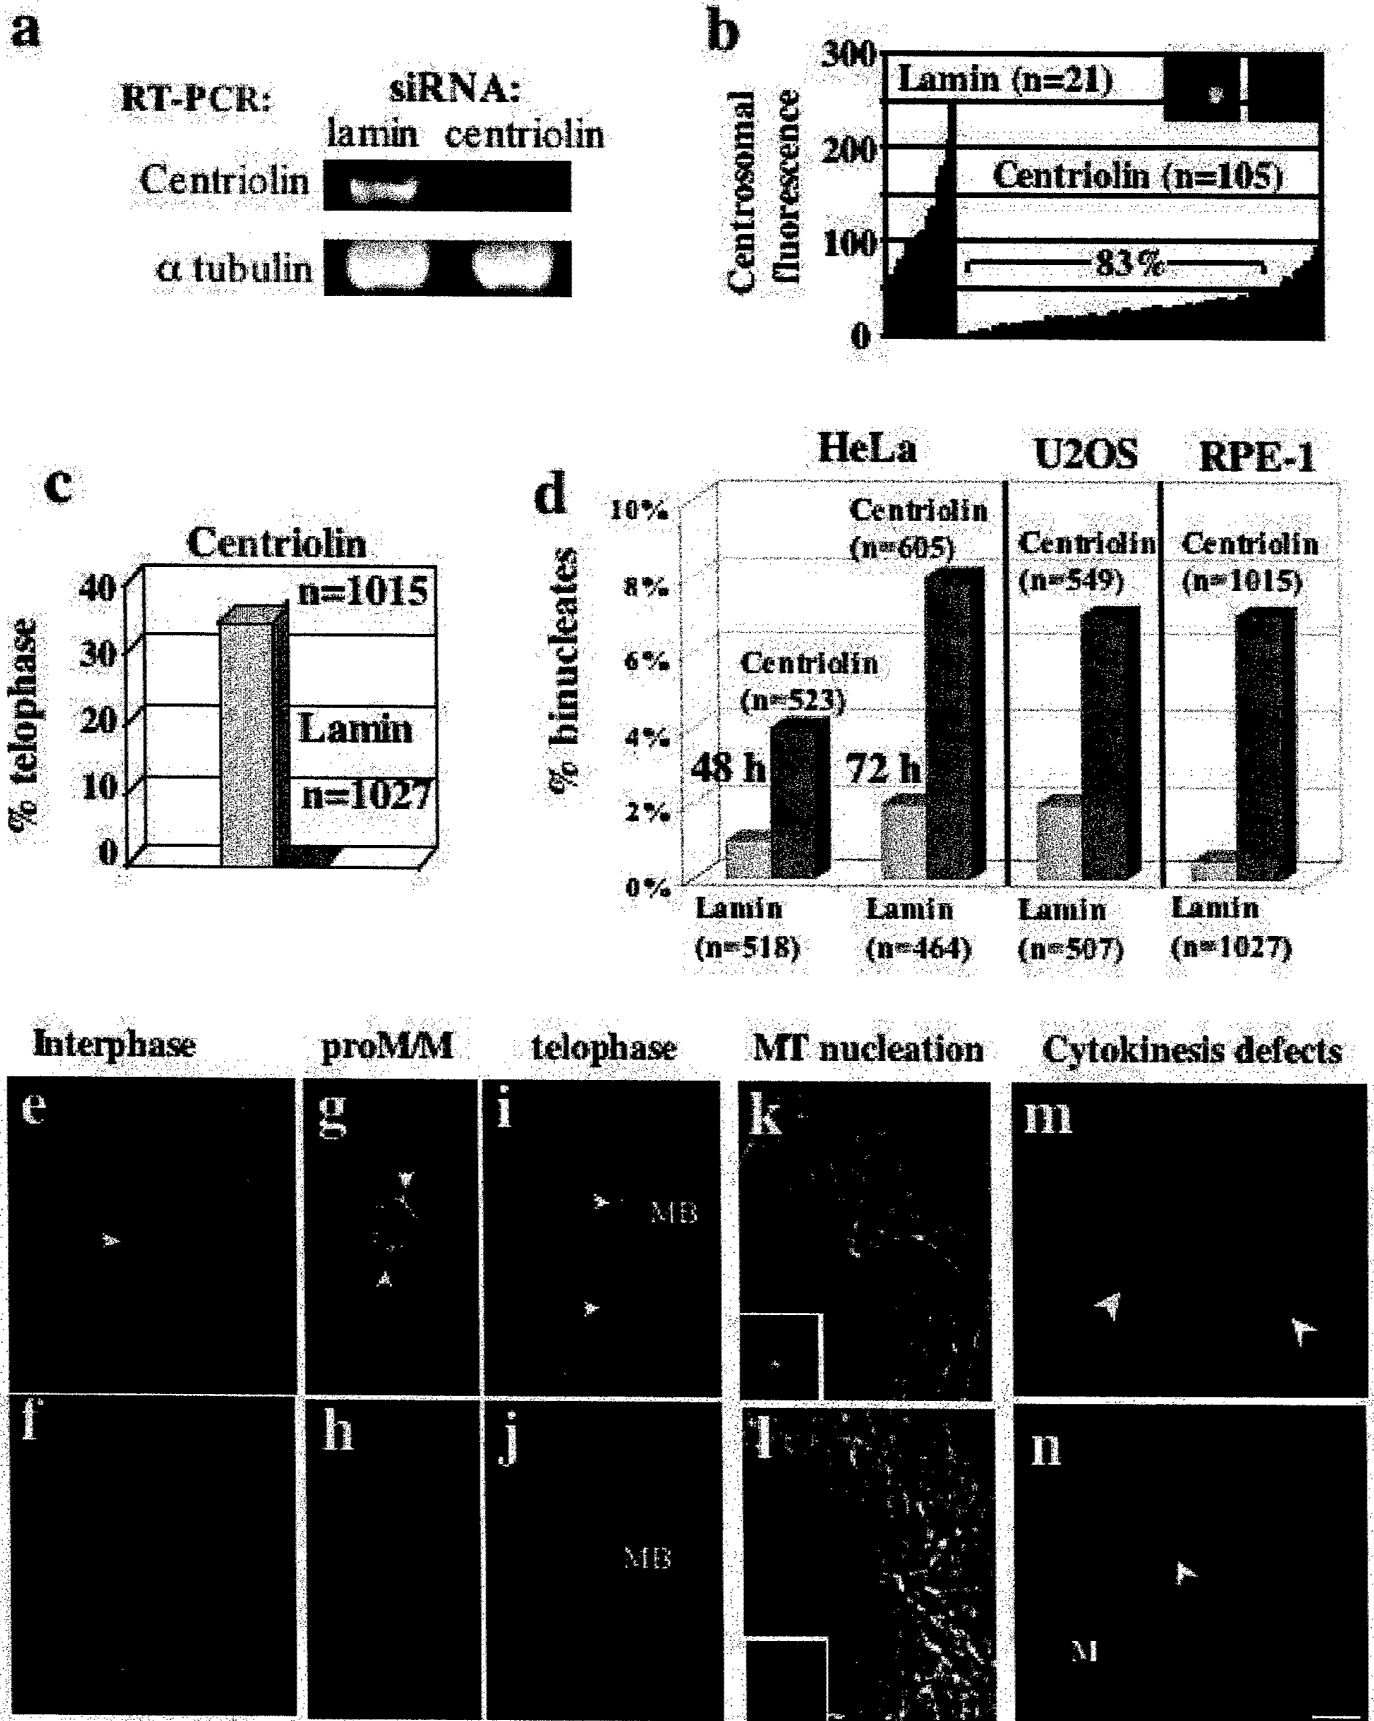 a
RT-PCR:
siRNA:
lamin centriolin
Centriolin
α tubulin
b
Centrosomal
fluorescence
300
200
100
0
Lamin (n=21)
Centriolin (n=105)
83%
c
Centriolin
% telophase
40
30
20
10
0
n=1015
Lamin
n=1027
d
HeLa
U2OS
RPE-1
% binucleates
10%
8%
6%
4%
2%
0%
Centriolin
(n=523)
Centriolin
(n=605)
Centriolin
(n=549)
Centriolin
(n=1015)
48 h
72 h
Lamin
(n=518)
Lamin
(n=464)
Lamin
(n=507)
Lamin
(n=1027)
Interphase
proM/M
telophase
MT nucleation
Cytokinesis defects
e
g
i
MB
k
m
f
h
j
MB
l
n
M